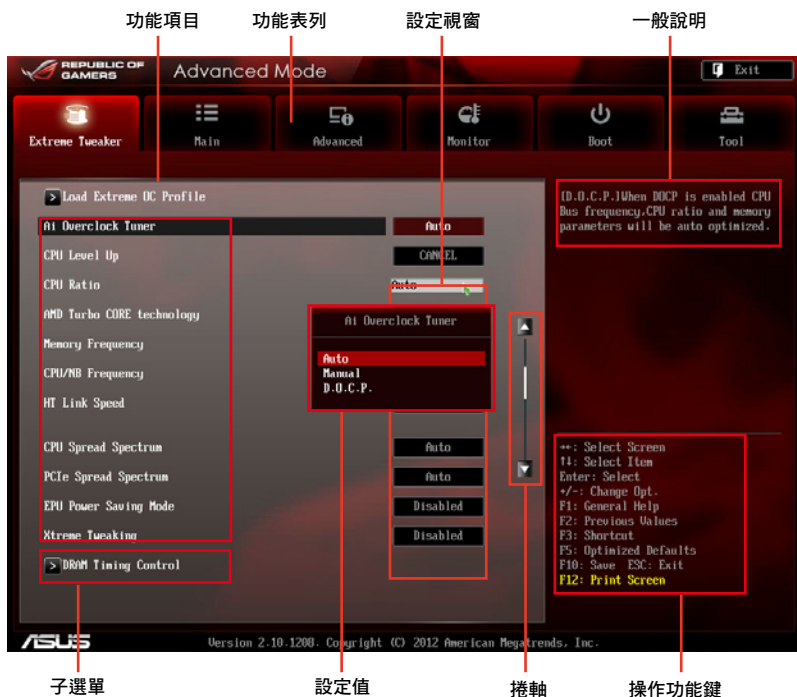 功能項目 功能表列 設定視窗 一般說明
REPUBLIC OF GAMERS Advanced Mode Exit
Extreme Tweaker Main Advanced Monitor Boot Tool
> Load Extreme OC Profile
Ai Overclock Tuner Auto
CPU Level Up CANCEL
CPU Ratio Auto
AMD Turbo CORE technology
Memory Frequency
CPU/NB Frequency
HT Link Speed
CPU Spread Spectrum Auto
PCIe Spread Spectrum Auto
EPU Power Saving Mode Disabled
Xtreme Tweaking Disabled
> DRAM Timing Control
Ai Overclock Tuner
Auto
Manual
D.O.C.P.
[D.O.C.P.]When DOCP is enabled CPU
Bus frequency,CPU ratio and memory
parameters will be auto optimized.
→←: Select Screen
↑↓: Select Item
Enter: Select
+/-: Change Opt.
F1: General Help
F2: Previous Values
F3: Shortcut
F5: Optimized Defaults
F10: Save ESC: Exit
F12: Print Screen
ASUS Version 2.10.1208. Copyright (C) 2012 American Megatrends, Inc.
子選單 設定值 捲軸 操作功能鍵